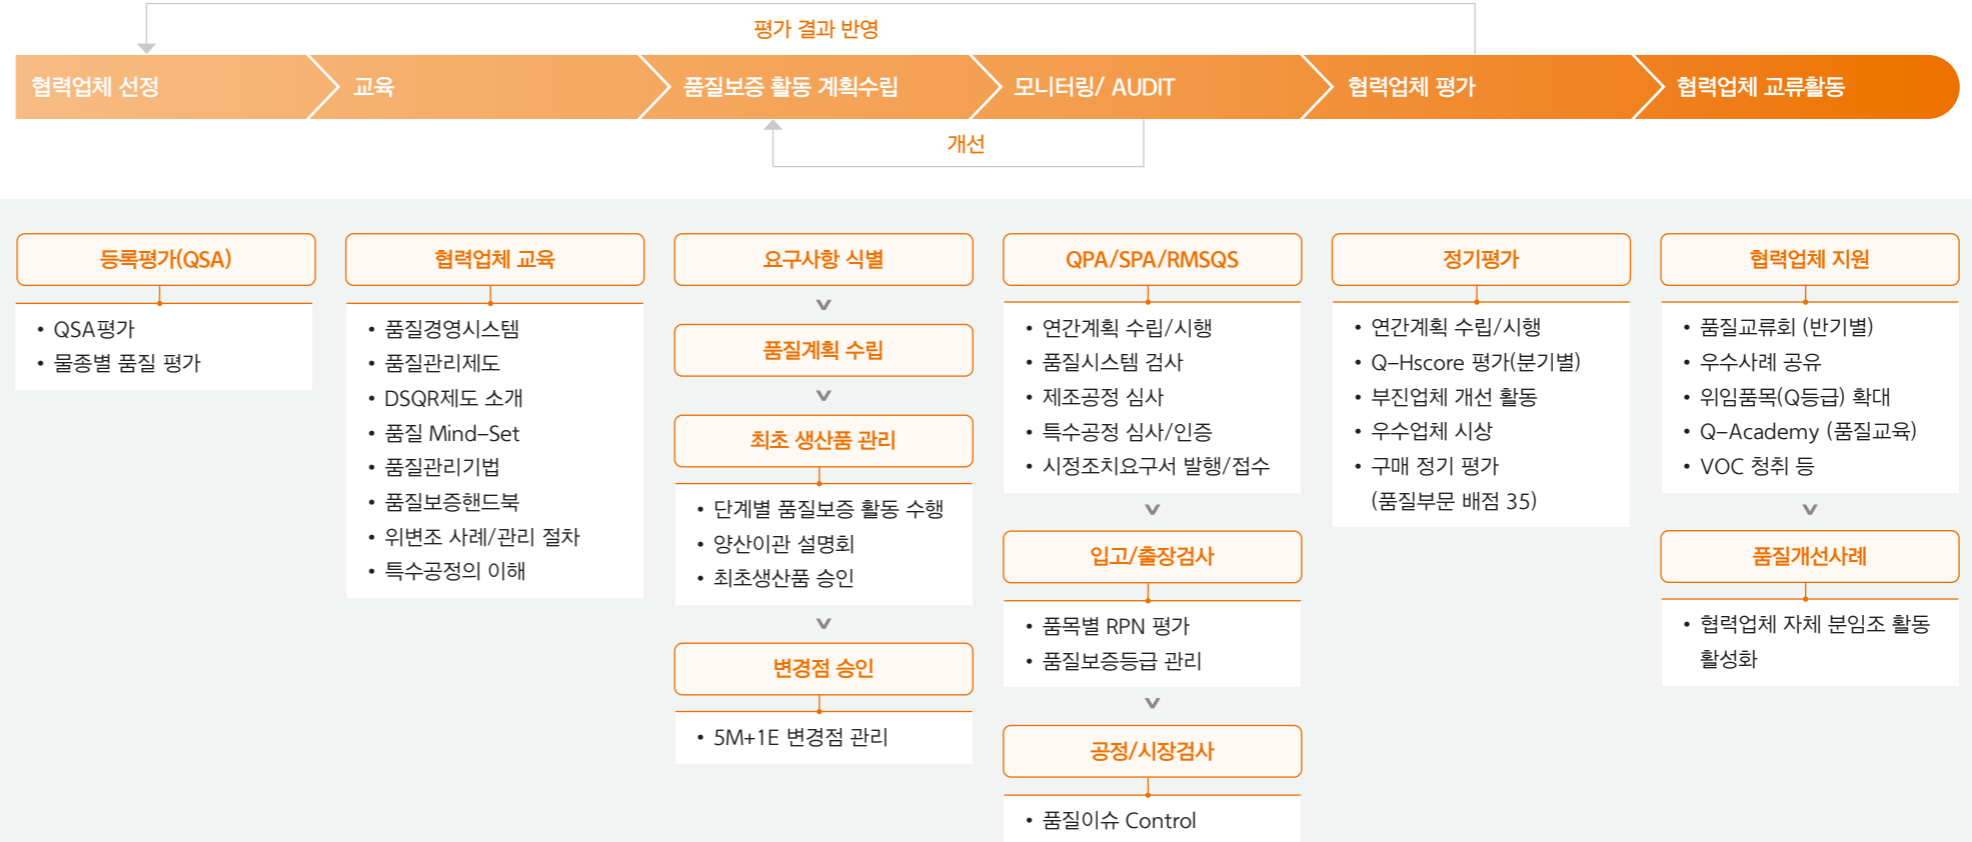 평가 결과 반영
협력업체 선정
교육
품질보증 활동 계획수립
모니터링/ AUDIT
협력업체 평가
협력업체 교류활동
개선
등록평가(QSA)
• QSA평가
• 물종별 품질 평가
협력업체 교육
• 품질경영시스템
• 품질관리제도
• DSQR제도 소개
• 품질 Mind–Set
• 품질관리기법
• 품질보증핸드북
• 위변조 사례/관리 절차
• 특수공정의 이해
요구사항 식별
품질계획 수립
최초 생산품 관리
• 단계별 품질보증 활동 수행
• 양산이관 설명회
• 최초생산품 승인
변경점 승인
• 5M+1E 변경점 관리
QPA/SPA/RMSQS
• 연간계획 수립/시행
• 품질시스템 검사
• 제조공정 심사
• 특수공정 심사/인증
• 시정조치요구서 발행/접수
입고/출장검사
• 품목별 RPN 평가
• 품질보증등급 관리
공정/시장검사
• 품질이슈 Control
정기평가
• 연간계획 수립/시행
• Q–Hscore 평가(분기별)
• 부진업체 개선 활동
• 우수업체 시상
• 구매 정기 평가
(품질부문 배점 35)
협력업체 지원
• 품질교류회 (반기별)
• 우수사례 공유
• 위임품목(Q등급) 확대
• Q–Academy (품질교육)
• VOC 청취 등
품질개선사례
• 협력업체 자체 분임조 활동
활성화